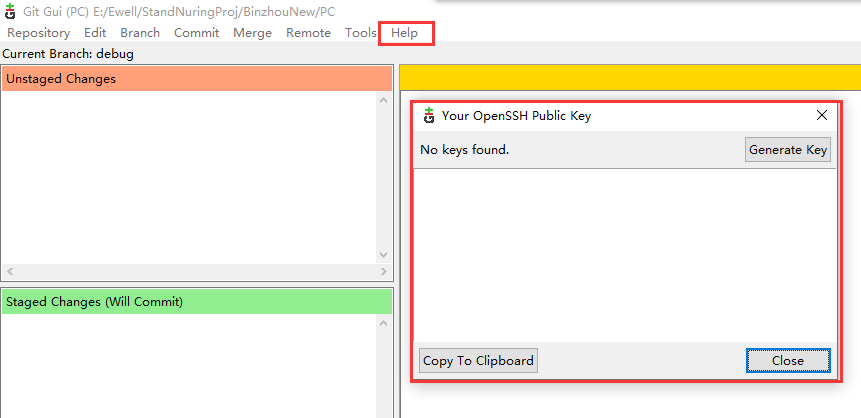 Git Gui (PC) E:/Ewell/StandNuringProj/BinzhouNew/PC
Repository Edit Branch Commit Merge Remote Tools Help
Current Branch: debug
Unstaged Changes
Your OpenSSH Public Key
No keys found.
Generate Key
Staged Changes (Will Commit)
Copy To Clipboard
Close